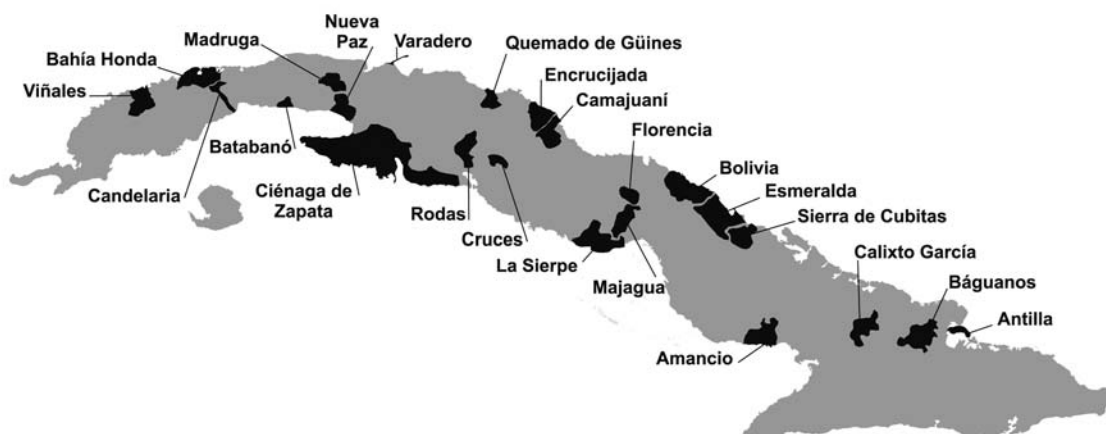 Nueva
Paz
Madruga
Varadero
Quemado de Güines
Bahía Honda
Encrucijada
Viñales
Camajuaní
Florencia
Batabanó
Bolivia
Candelaria
Ciénaga de
Zapata
Esmeralda
Rodas
Sierra de Cubitas
Cruces
Calixto García
La Sierpe
Báguanos
Majagua
Antilla
Amancio